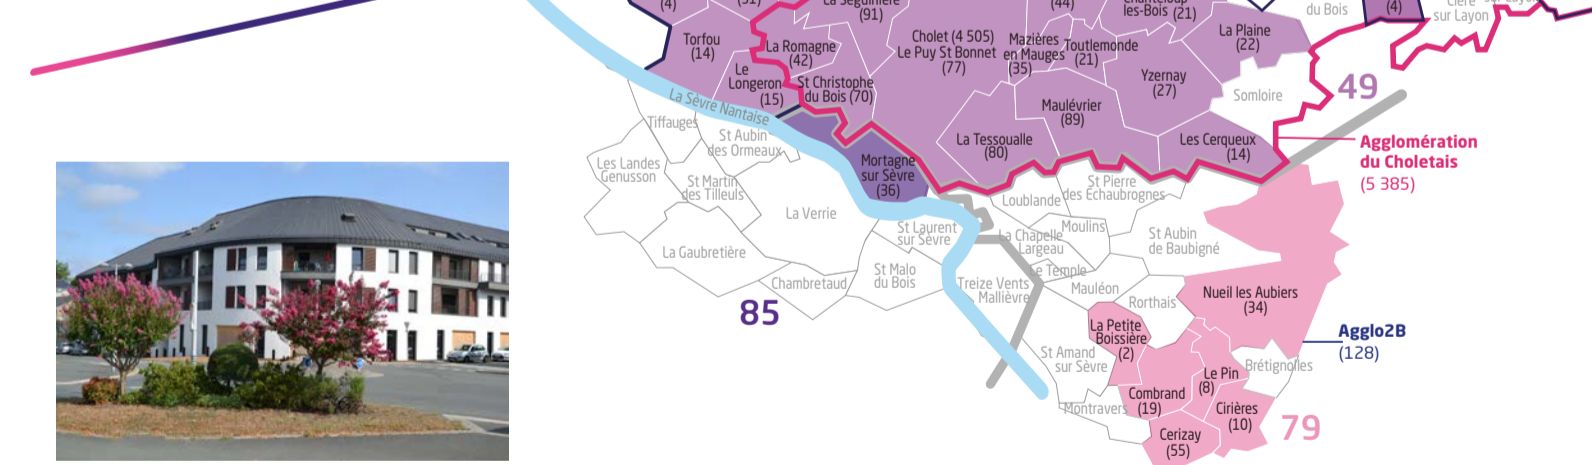 (4)
(91)
(44)
les-Bois (21)
du Bois
(4)
sur Layon
Torfou
(14)
La Romagne
(42)
Cholet (4 505)
Le Puy St Bonnet
(77)
Mazières
en Mauges
(35)
Toutlemonde
(21)
La Plaine
(22)
Le
Longeron
(15)
St Christophe
du Bois (70)
Yzernay
(27)
Somloire
49
La Sèvre Nantaise
Maulévrier
(89)
Tiffauges
St Aubin
des Ormeaux
La Tessoualle
(80)
Les Cerqueux
(14)
Agglomération
du Choletais
(5 385)
Les Landes
Genusson
Mortagne
sur Sèvre
(36)
St Martin
des Tilleuls
St Pierre
des Echaubrognes
Loublande
La Verrie
St Laurent
sur Sèvre
Moulins
La Chapelle
Largeau
St Aubin
de Baubigné
La Gaubretière
Chambretaud
St Malo
du Bois
Le Temple
Treize Vents
Mallièvre
Mauléon
Rorthais
Nueil les Aubiers
(34)
85
La Petite
Boissière
(2)
Agglo2B
(128)
St Amand
sur Sèvre
Brétignolles
Le Pin
(8)
Combrand
(19)
Montravers
Cirières
(10)
79
Cerizay
(55)